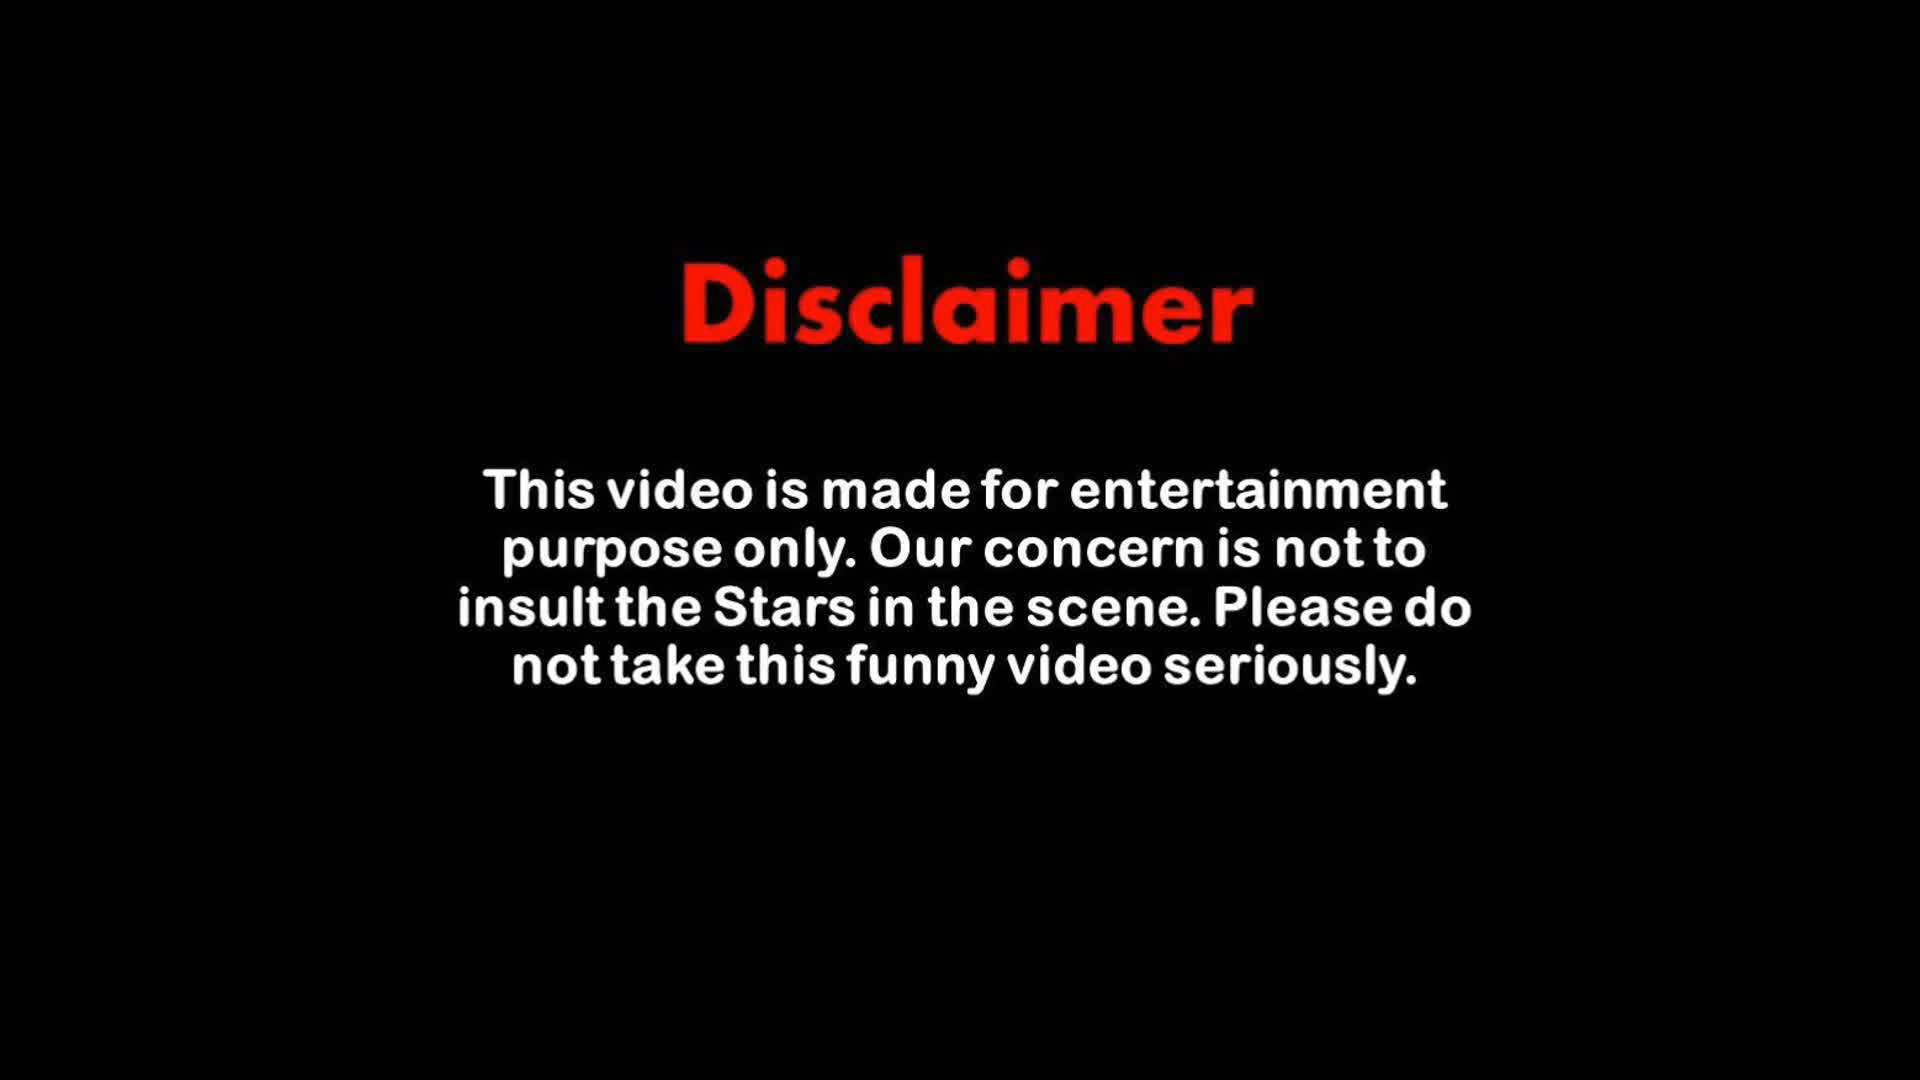 Disclaimer
This video is made for entertainment
purpose only. Our concern is not to
insult the Stars in the scene. Please do
not take this funny video seriously.